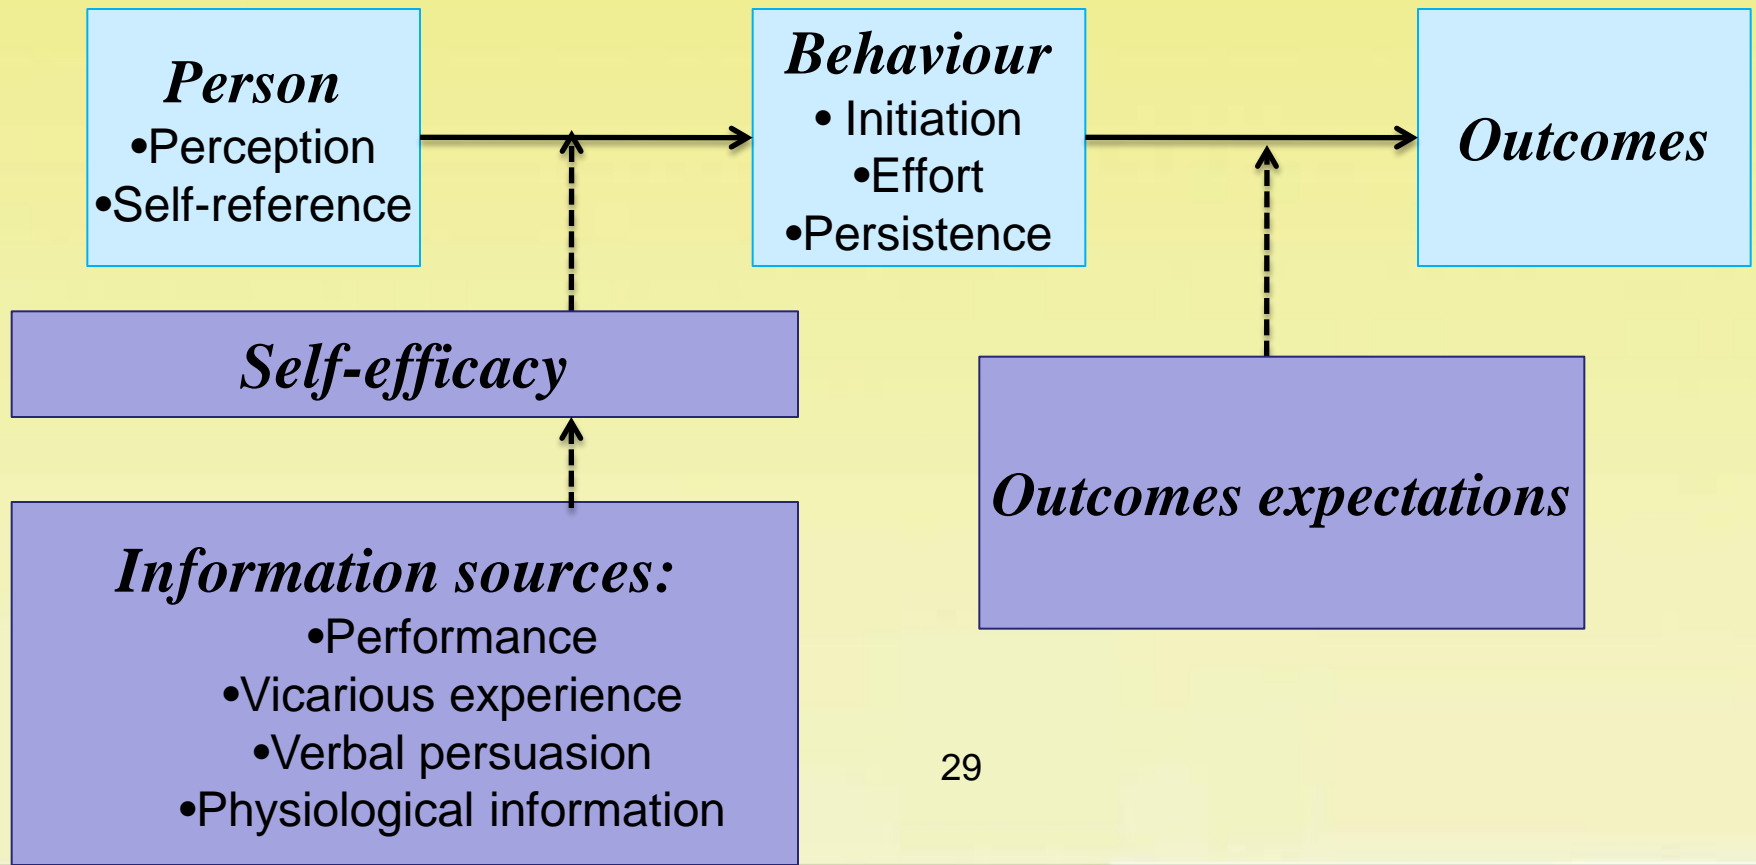 Person
•Perception
•Self-reference
Behaviour
• Initiation
•Effort
•Persistence
Outcomes
Self-efficacy
Outcomes expectations
Information sources:
•Performance
•Vicarious experience
•Verbal persuasion
•Physiological information
29